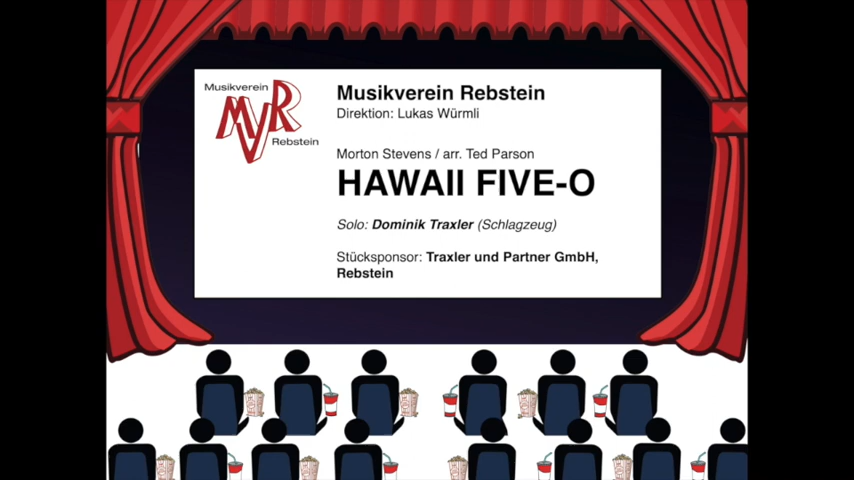 Musikverein
MVR
Rebstein
Musikverein Rebstein
Direktion: Lukas Würmli
Morton Stevens / arr. Ted Parson
HAWAII FIVE-O
Solo: Dominik Traxler (Schlagzeug)
Stücksponsor: Traxler und Partner GmbH,
Rebstein